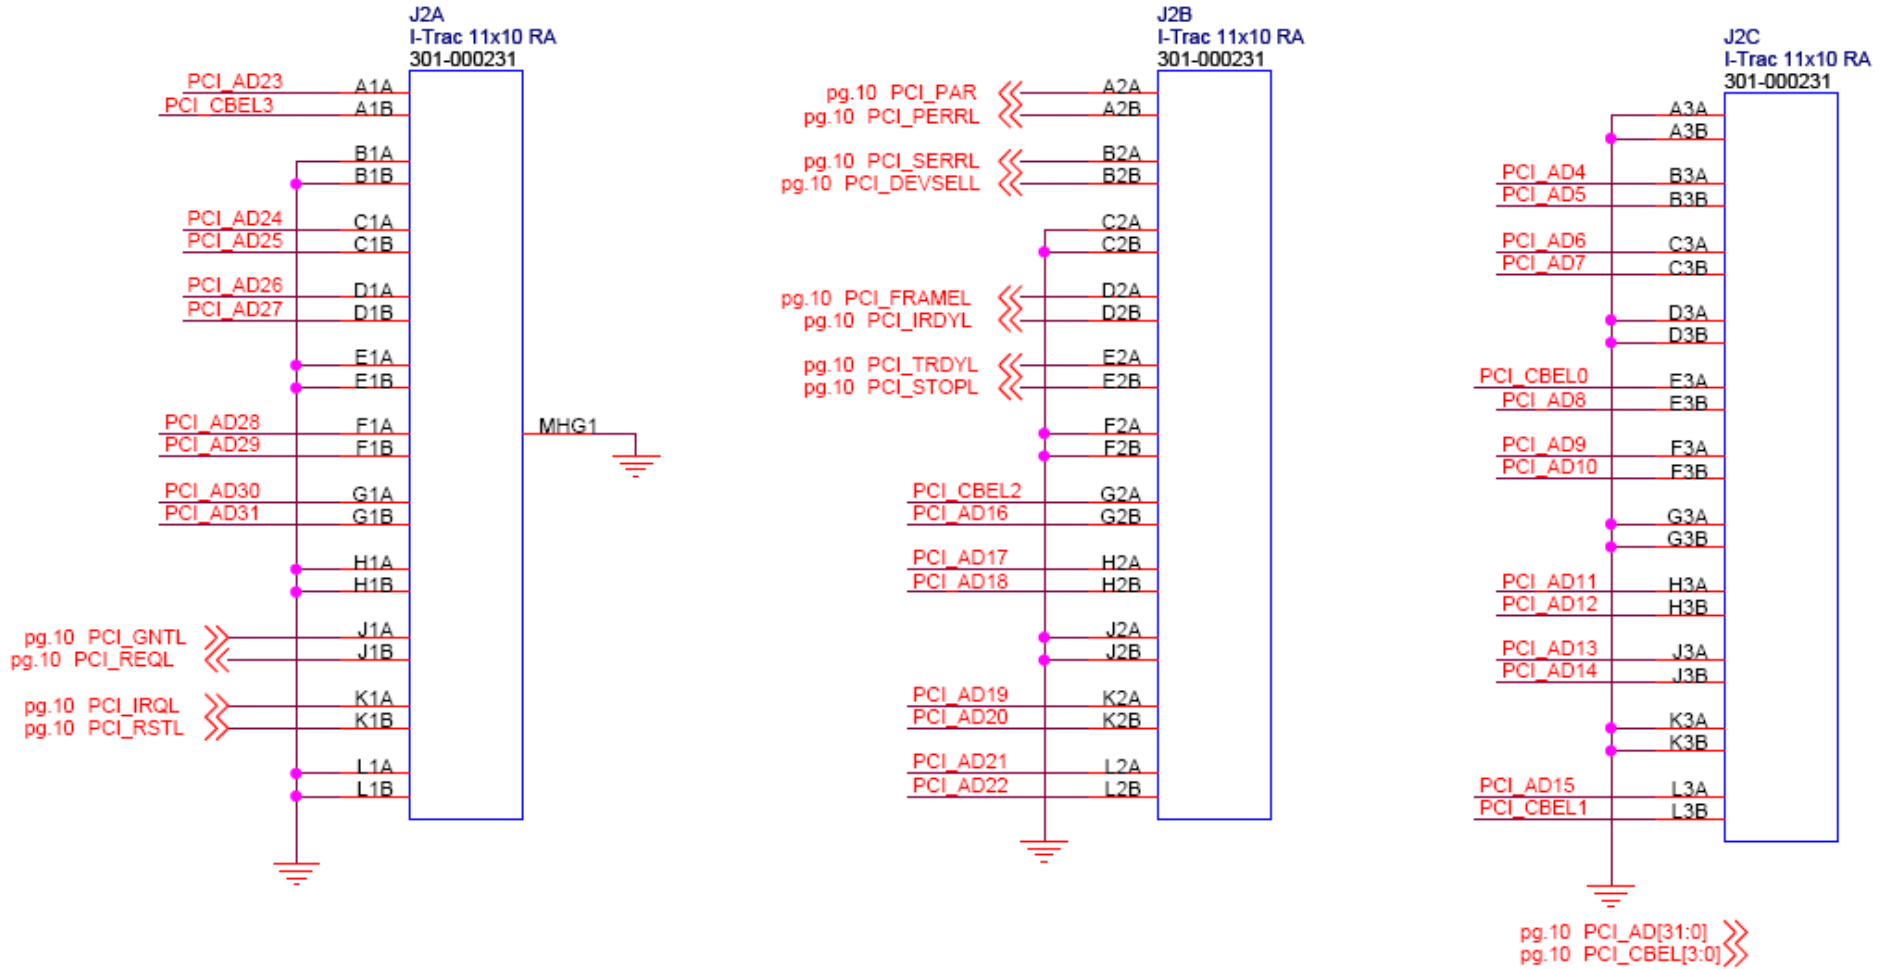 J2A
I-Trac 11x10 RA
301-000231
PCI_AD23 A1A
PCI_CBEL3 A1B
B1A
B1B
PCI_AD24 C1A
PCI_AD25 C1B
PCI_AD26 D1A
PCI_AD27 D1B
E1A
E1B
PCI_AD28 F1A
PCI_AD29 F1B
MHG1
PCI_AD30 G1A
PCI_AD31 G1B
H1A
H1B
pg.10 PCI_GNTL J1A
pg.10 PCI_REQL J1B
pg.10 PCI_IRQL K1A
pg.10 PCI_RSTL K1B
L1A
L1B
J2B
I-Trac 11x10 RA
301-000231
pg.10 PCI_PAR A2A
pg.10 PCI_PERRL A2B
pg.10 PCI_SERRL B2A
pg.10 PCI_DEVSELL B2B
C2A
C2B
pg.10 PCI_FRAMEL D2A
pg.10 PCI_IRDYL D2B
pg.10 PCI_TRDYL E2A
pg.10 PCI_STOPL E2B
F2A
F2B
PCI_CBEL2 G2A
PCI_AD16 G2B
PCI_AD17 H2A
PCI_AD18 H2B
J2A
J2B
PCI_AD19 K2A
PCI_AD20 K2B
PCI_AD21 L2A
PCI_AD22 L2B
J2C
I-Trac 11x10 RA
301-000231
A3A
A3B
PCI_AD4 B3A
PCI_AD5 B3B
PCI_AD6 C3A
PCI_AD7 C3B
D3A
D3B
PCI_CBEL0 E3A
PCI_AD8 E3B
PCI_AD9 F3A
PCI_AD10 F3B
G3A
G3B
PCI_AD11 H3A
PCI_AD12 H3B
PCI_AD13 J3A
PCI_AD14 J3B
K3A
K3B
PCI_AD15 L3A
PCI_CBEL1 L3B
pg.10 PCI_AD[31:0]
pg.10 PCI_CBEL[3:0]